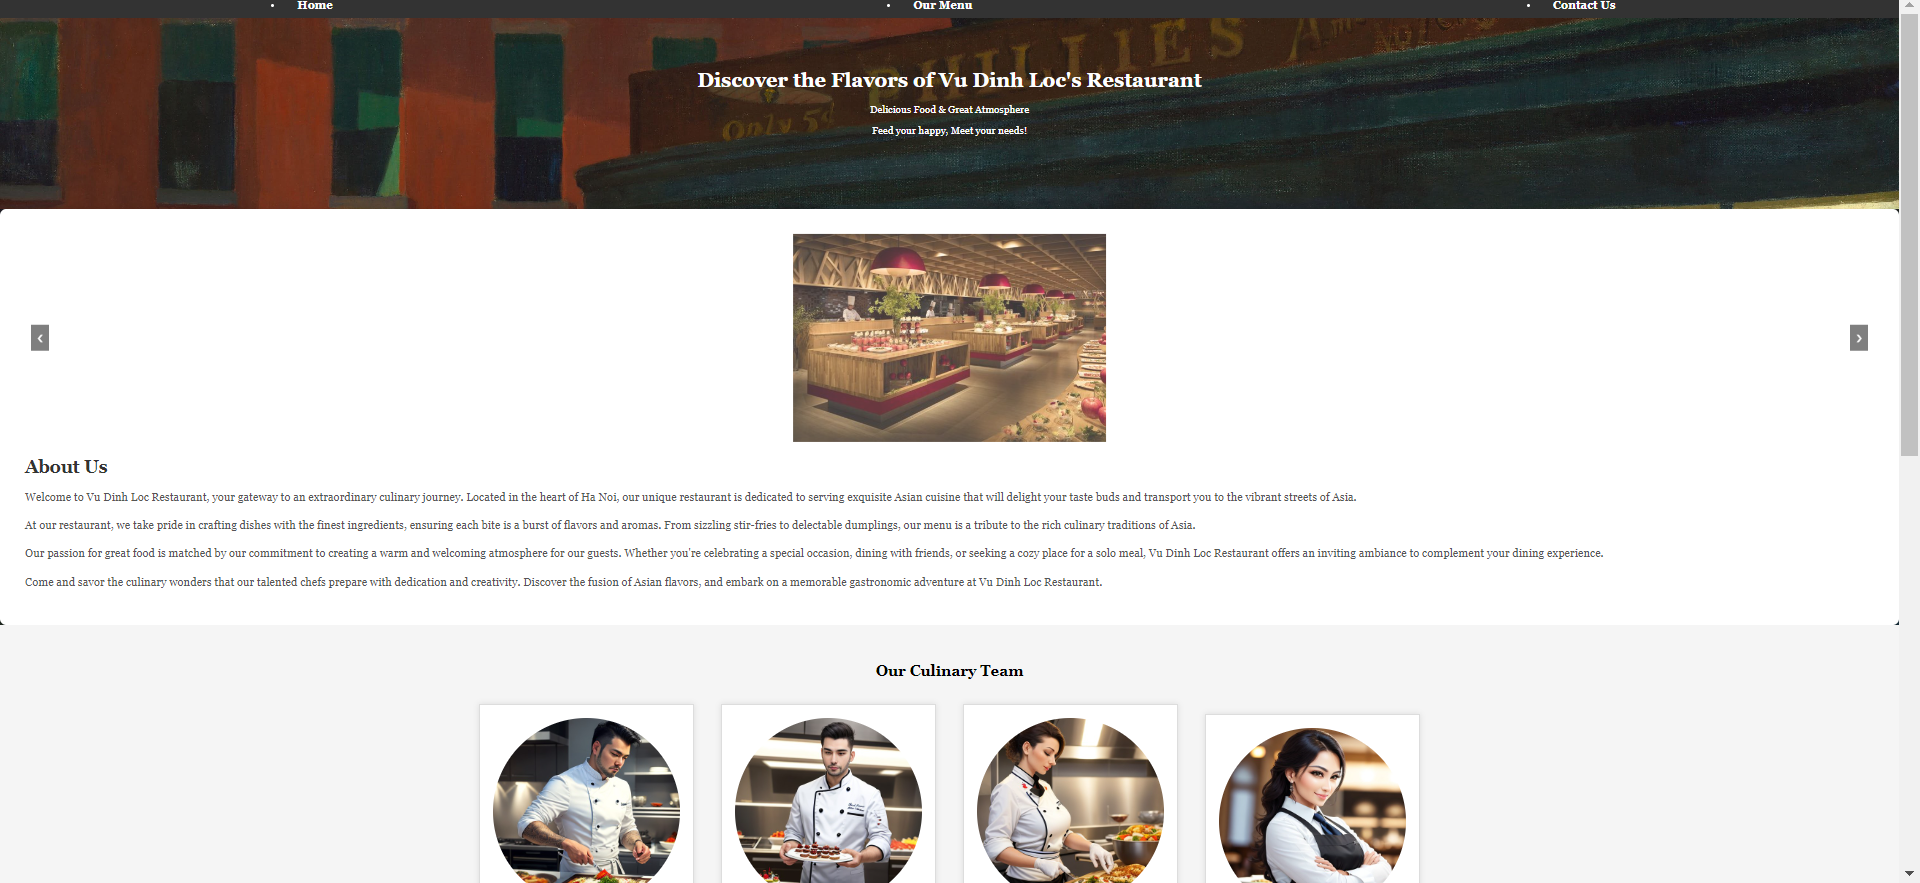 Home
Our Menu
Contact Us
PHILLIES
Only 5¢
Discover the Flavors of Vu Dinh Loc's Restaurant
Delicious Food & Great Atmosphere
Feed your happy, Meet your needs!
‹
›
About Us
Welcome to Vu Dinh Loc Restaurant, your gateway to an extraordinary culinary journey. Located in the heart of Ha Noi, our unique restaurant is dedicated to serving exquisite Asian cuisine that will delight your taste buds and transport you to the vibrant streets of Asia.
At our restaurant, we take pride in crafting dishes with the finest ingredients, ensuring each bite is a burst of flavors and aromas. From sizzling stir-fries to delectable dumplings, our menu is a tribute to the rich culinary traditions of Asia.
Our passion for great food is matched by our commitment to creating a warm and welcoming atmosphere for our guests. Whether you're celebrating a special occasion, dining with friends, or seeking a cozy place for a solo meal, Vu Dinh Loc Restaurant offers an inviting ambiance to complement your dining experience.
Come and savor the culinary wonders that our talented chefs prepare with dedication and creativity. Discover the fusion of Asian flavors, and embark on a memorable gastronomic adventure at Vu Dinh Loc Restaurant.
Our Culinary Team